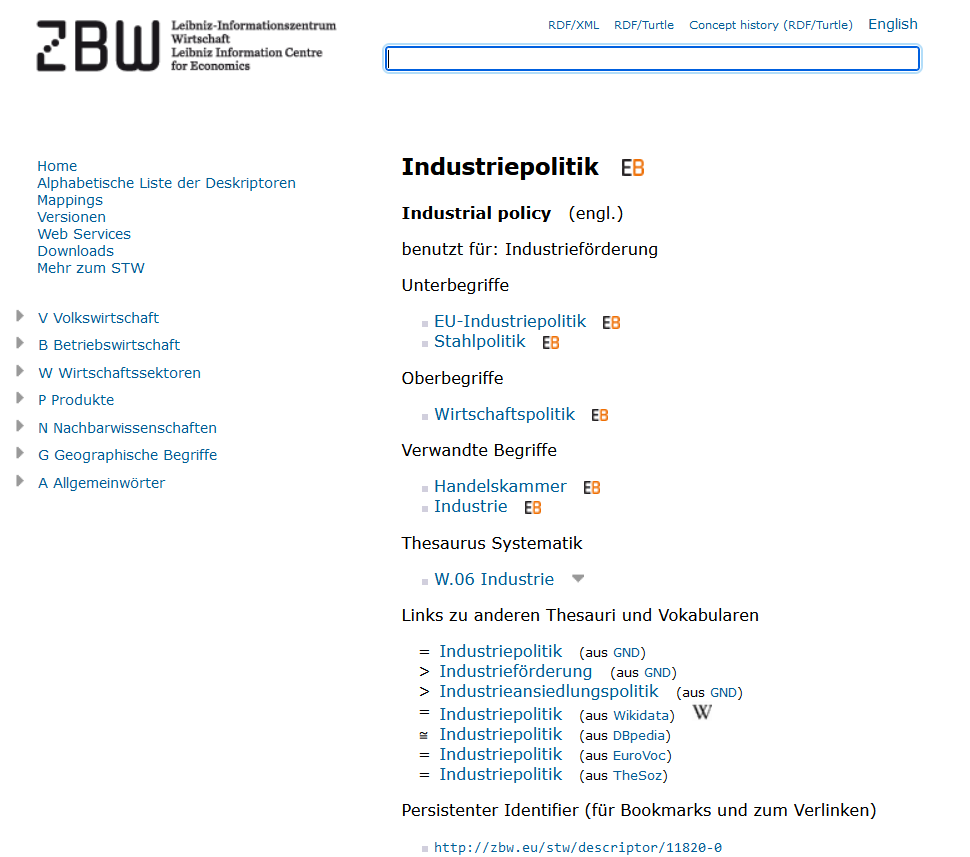 ZBW Leibniz-Informationszentrum
Wirtschaft
Leibniz Information Centre
for Economics
RDF/XML RDF/Turtle Concept history (RDF/Turtle) English
Home
Alphabetische Liste der Deskriptoren
Mappings
Versionen
Web Services
Downloads
Mehr zum STW
V Volkswirtschaft
B Betriebswirtschaft
W Wirtschaftssektoren
P Produkte
N Nachbarwissenschaften
G Geographische Begriffe
A Allgemeinwörter
Industriepolitik EB
Industrial policy (engl.)
benutzt für: Industrieförderung
Unterbegriffe
EU-Industriepolitik EB
Stahlpolitik EB
Oberbegriffe
Wirtschaftspolitik EB
Verwandte Begriffe
Handelskammer EB
Industrie EB
Thesaurus Systematik
W.06 Industrie
Links zu anderen Thesauri und Vokabularen
= Industriepolitik (aus GND)
> Industrieförderung (aus GND)
> Industrieansiedlungspolitik (aus GND)
= Industriepolitik (aus Wikidata) W
≅ Industriepolitik (aus DBpedia)
= Industriepolitik (aus EuroVoc)
= Industriepolitik (aus TheSoz)
Persistenter Identifier (für Bookmarks und zum Verlinken)
http://zbw.eu/stw/descriptor/11820-0